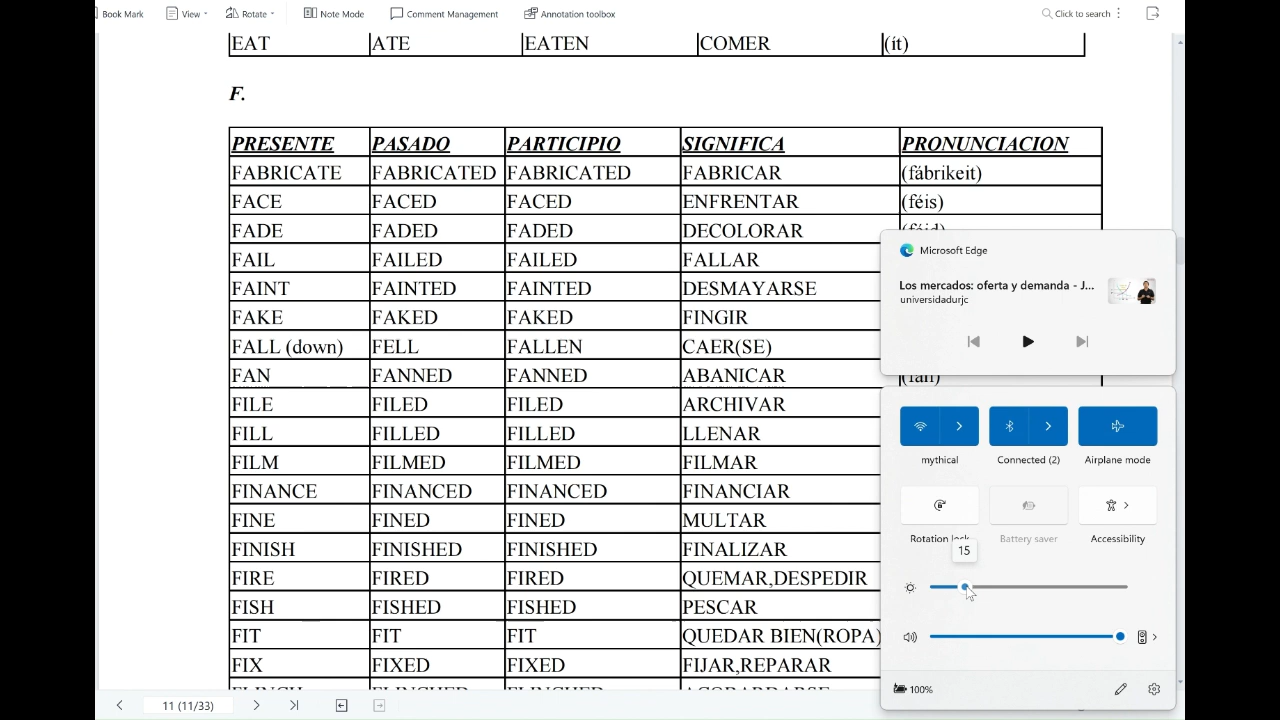 Book Mark View Rotate Note Mode Comment Management Annotation toolbox Click to search
EAT ATE EATEN COMER (it)
F.
PRESENTE PASADO PARTICIPIO SIGNIFICA PRONUNCIACION
FABRICATE FABRICATED FABRICATED FABRICAR (fábrikeit)
FACE FACED FACED ENFRENTAR (féis)
FADE FADED FADED DECOLORAR (féid)
FAIL FAILED FAILED FALLAR
FAINT FAINTED FAINTED DESMAYARSE
FAKE FAKED FAKED FINGIR
FALL (down) FELL FALLEN CAER(SE)
FAN FANNED FANNED ABANICAR (fan)
FILE FILED FILED ARCHIVAR
FILL FILLED FILLED LLENAR
FILM FILMED FILMED FILMAR
FINANCE FINANCED FINANCED FINANCIAR
FINE FINED FINED MULTAR
FINISH FINISHED FINISHED FINALIZAR
FIRE FIRED FIRED QUEMAR,DESPEDIR
FISH FISHED FISHED PESCAR
FIT FIT FIT QUEDAR BIEN(ROPA)
FIX FIXED FIXED FIJAR,REPARAR
FLINCH FLINCHED FLINCHED ACOBARDARSE
11 (11/33)
Microsoft Edge
Los mercados: oferta y demanda - J...
universidadurjc
mythical Connected (2) Airplane mode
Rotation lock Battery saver Accessibility
15
100%